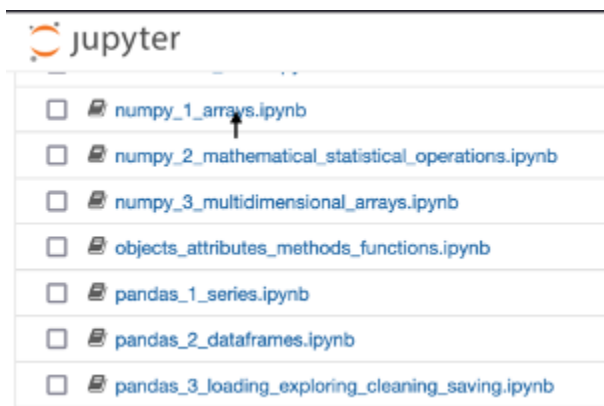 jupyter
numpy_1_arrays.ipynb
numpy_2_mathematical_statistical_operations.ipynb
numpy_3_multidimensional_arrays.ipynb
objects_attributes_methods_functions.ipynb
pandas_1_series.ipynb
pandas_2_dataframes.ipynb
pandas_3_loading_exploring_cleaning_saving.ipynb